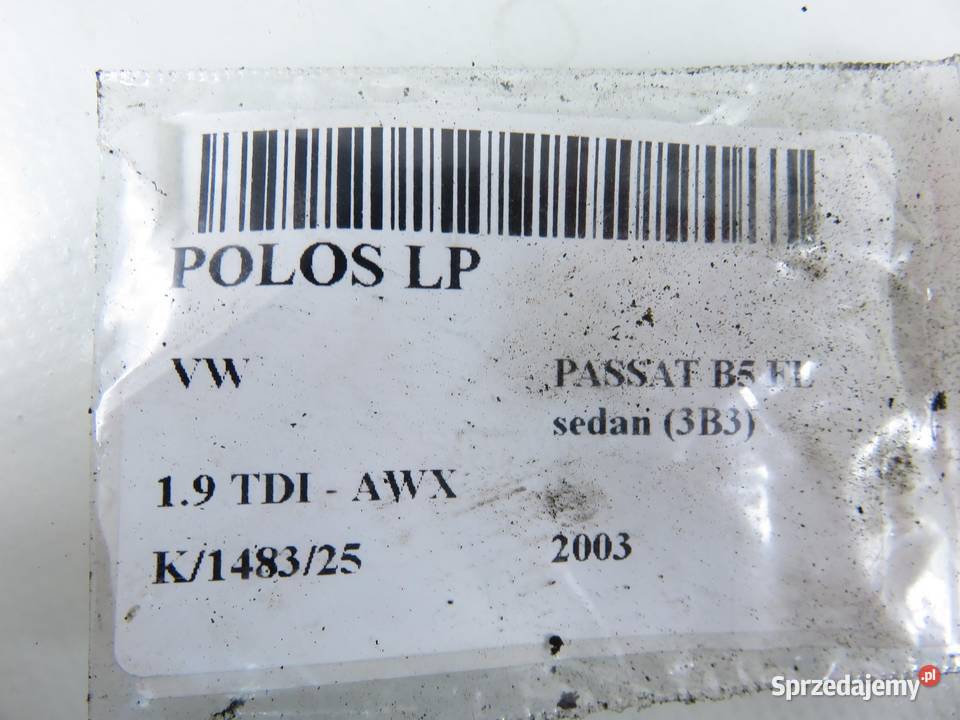 POLOS LP
VW
PASSAT B5 FL
sedan (3B3)
1.9 TDI - AWX
K/1483/25
2003
Sprzedajemy.pl